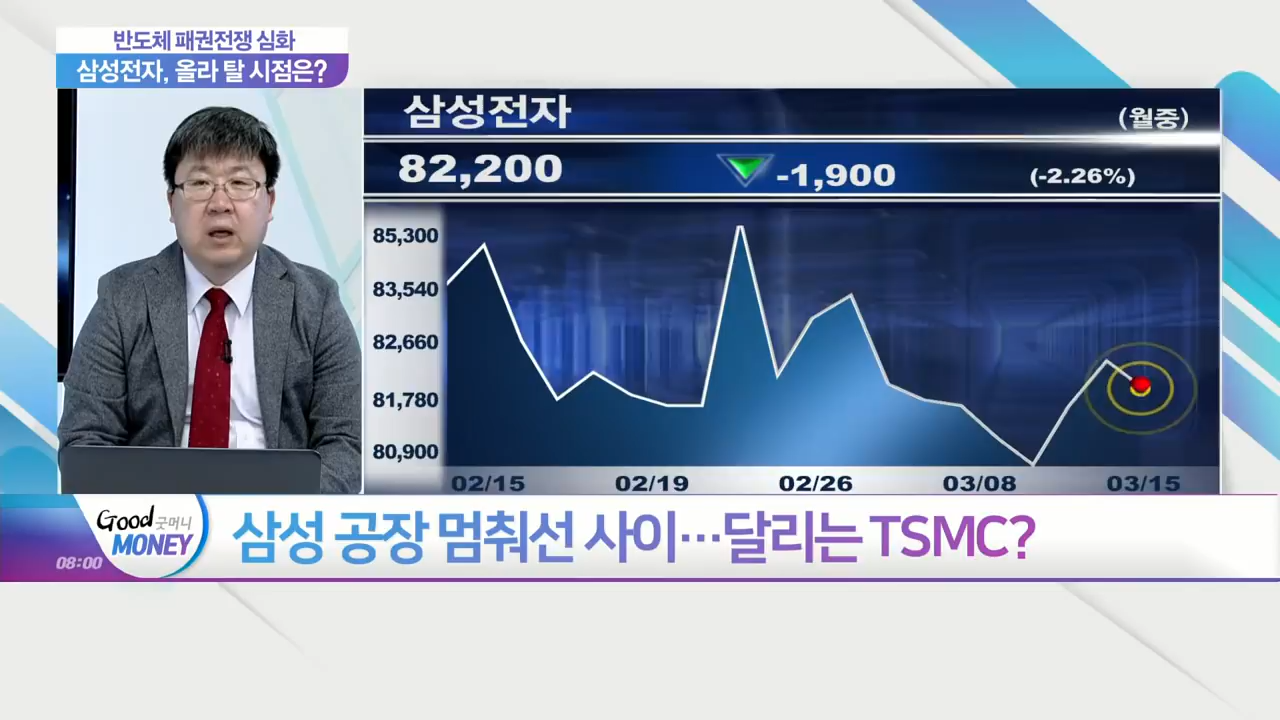 반도체 패권전쟁 심화
삼성전자, 올라 탈 시점은?
삼성전자
(월중)
82,200
-1,900
(-2.26%)
85,300
83,540
82,660
81,780
80,900
02/15
02/19
02/26
03/08
03/15
Good 굿머니
MONEY
08:00
삼성 공장 멈춰선 사이…달리는 TSMC?